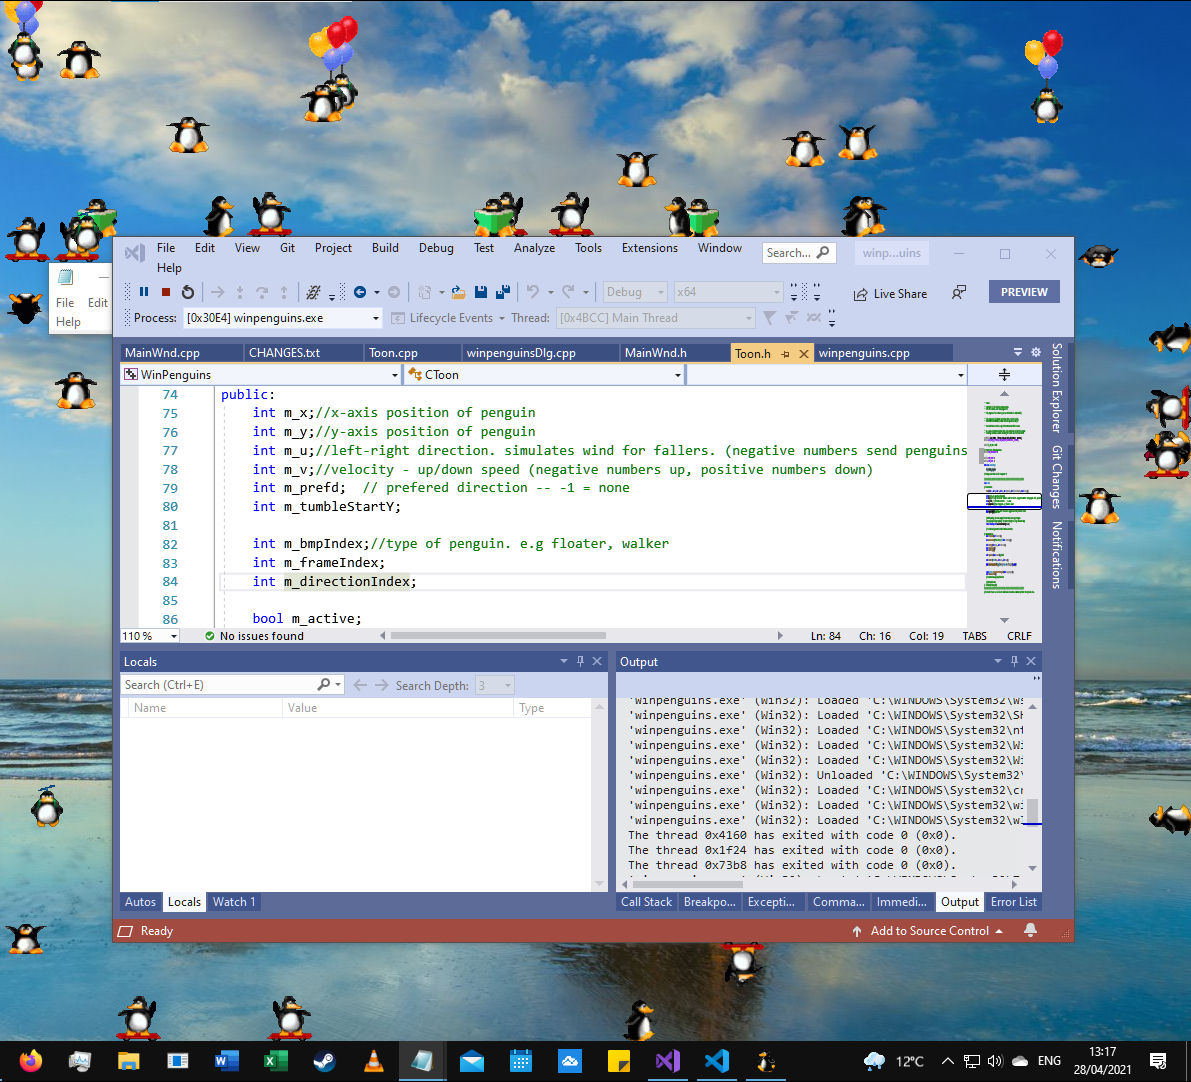 File Edit View Git Project Build Debug Test Analyze Tools Extensions Window
Search...
winp...uins
Help
File Edit
Help
Debug
x64
Live Share
PREVIEW
Process: [0x30E4] winpenguins.exe
Lifecycle Events
Thread: [0x4BCC] Main Thread
MainWnd.cpp CHANGES.txt Toon.cpp winpenguinsDlg.cpp MainWnd.h Toon.h winpenguins.cpp
WinPenguins CToon
Solution Explorer
Git Changes
Notifications
74 public:
75 int m_x;//x-axis position of penguin
76 int m_y;//y-axis position of penguin
77 int m_u;//left-right direction. simulates wind for fallers. (negative numbers send penguins
78 int m_v;//velocity - up/down speed (negative numbers up, positive numbers down)
79 int m_prefd; // prefered direction -- -1 = none
80 int m_tumbleStartY;
81
82 int m_bmpIndex;//type of penguin. e.g floater, walker
83 int m_frameIndex;
84 int m_directionIndex;
85
86 bool m_active;
110 % No issues found Ln: 84 Ch: 16 Col: 19 TABS CRLF
Locals
Search (Ctrl+E) Search Depth: 3
Name Value Type
Autos Locals Watch 1
Output
'winpenguins.exe' (Win32): Loaded 'C:\WINDOWS\System32\ws
'winpenguins.exe' (Win32): Loaded 'C:\WINDOWS\System32\SH
'winpenguins.exe' (Win32): Loaded 'C:\WINDOWS\System32\nt
'winpenguins.exe' (Win32): Loaded 'C:\WINDOWS\System32\Wi
'winpenguins.exe' (Win32): Loaded 'C:\WINDOWS\System32\Wi
'winpenguins.exe' (Win32): Unloaded 'C:\WINDOWS\System32\
'winpenguins.exe' (Win32): Loaded 'C:\WINDOWS\System32\cr
'winpenguins.exe' (Win32): Loaded 'C:\WINDOWS\System32\wi
'winpenguins.exe' (Win32): Loaded 'C:\WINDOWS\System32\wi
The thread 0x4160 has exited with code 0 (0x0).
The thread 0x1f24 has exited with code 0 (0x0).
The thread 0x73b8 has exited with code 0 (0x0).
Call Stack Breakpo... Excepti... Comma... Immedi... Output Error List
Ready
Add to Source Control
12°C
ENG
13:17
28/04/2021